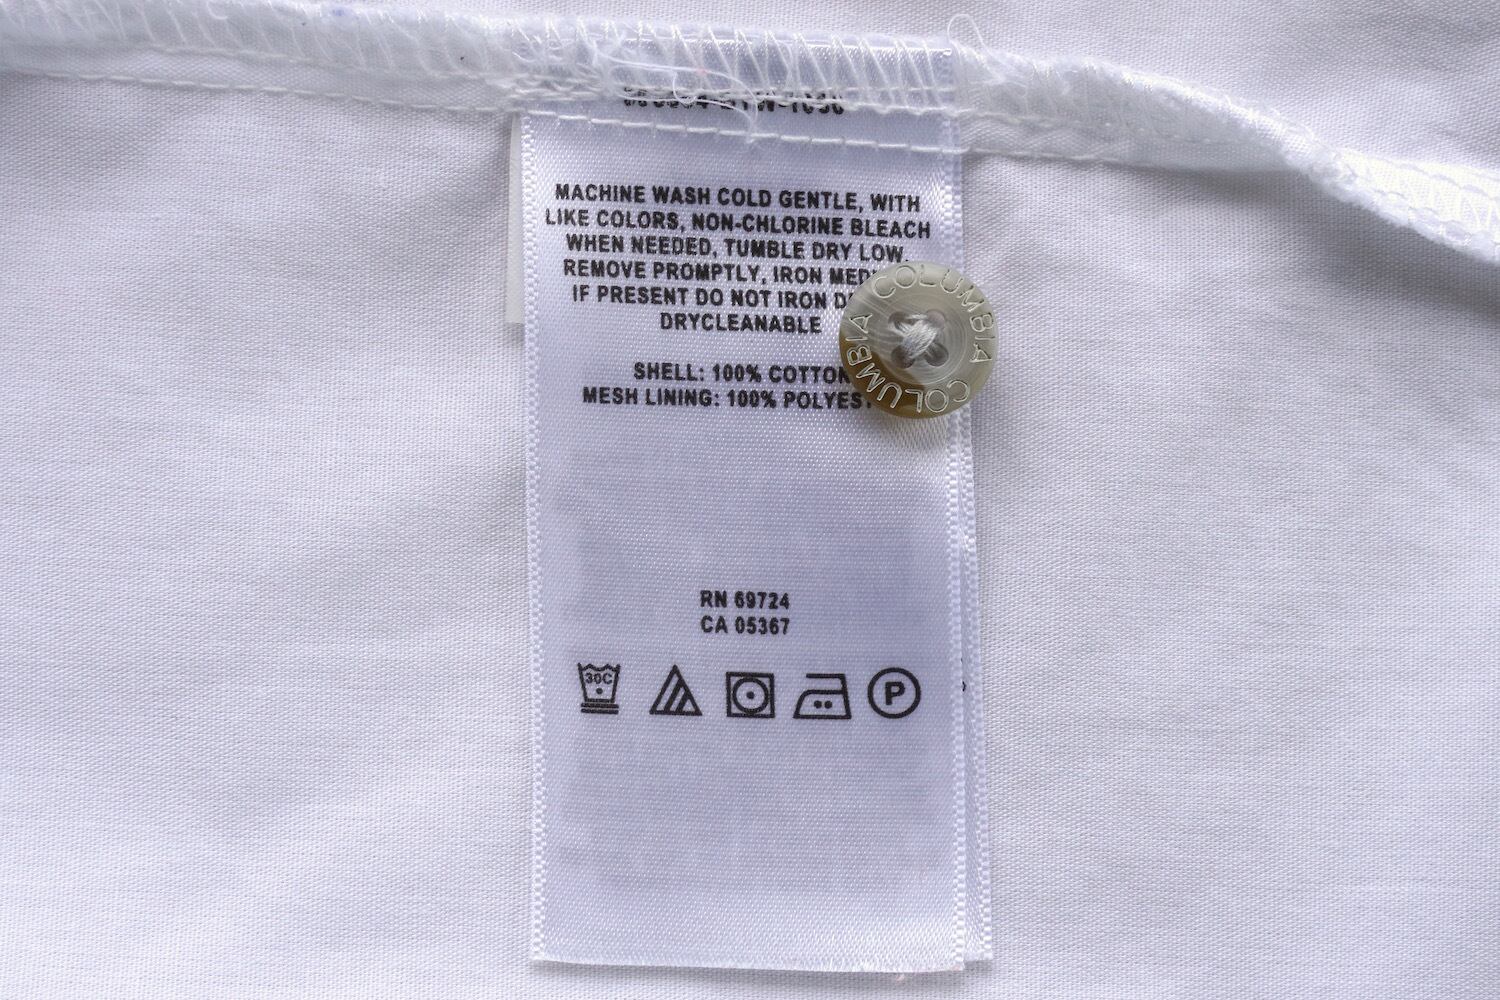 MACHINE WASH COLD GENTLE, WITH
LIKE COLORS, NON-CHLORINE BLEACH
WHEN NEEDED, TUMBLE DRY LOW,
REMOVE PROMPTLY, IRON
IF PRESENT DO NOT IRON
DRYCLEANABLE
SHELL: 100% COTTON
MESH LINING: 100%
COLUMBIA COLUMBIA
RN 69724
CA 05367
30C
P